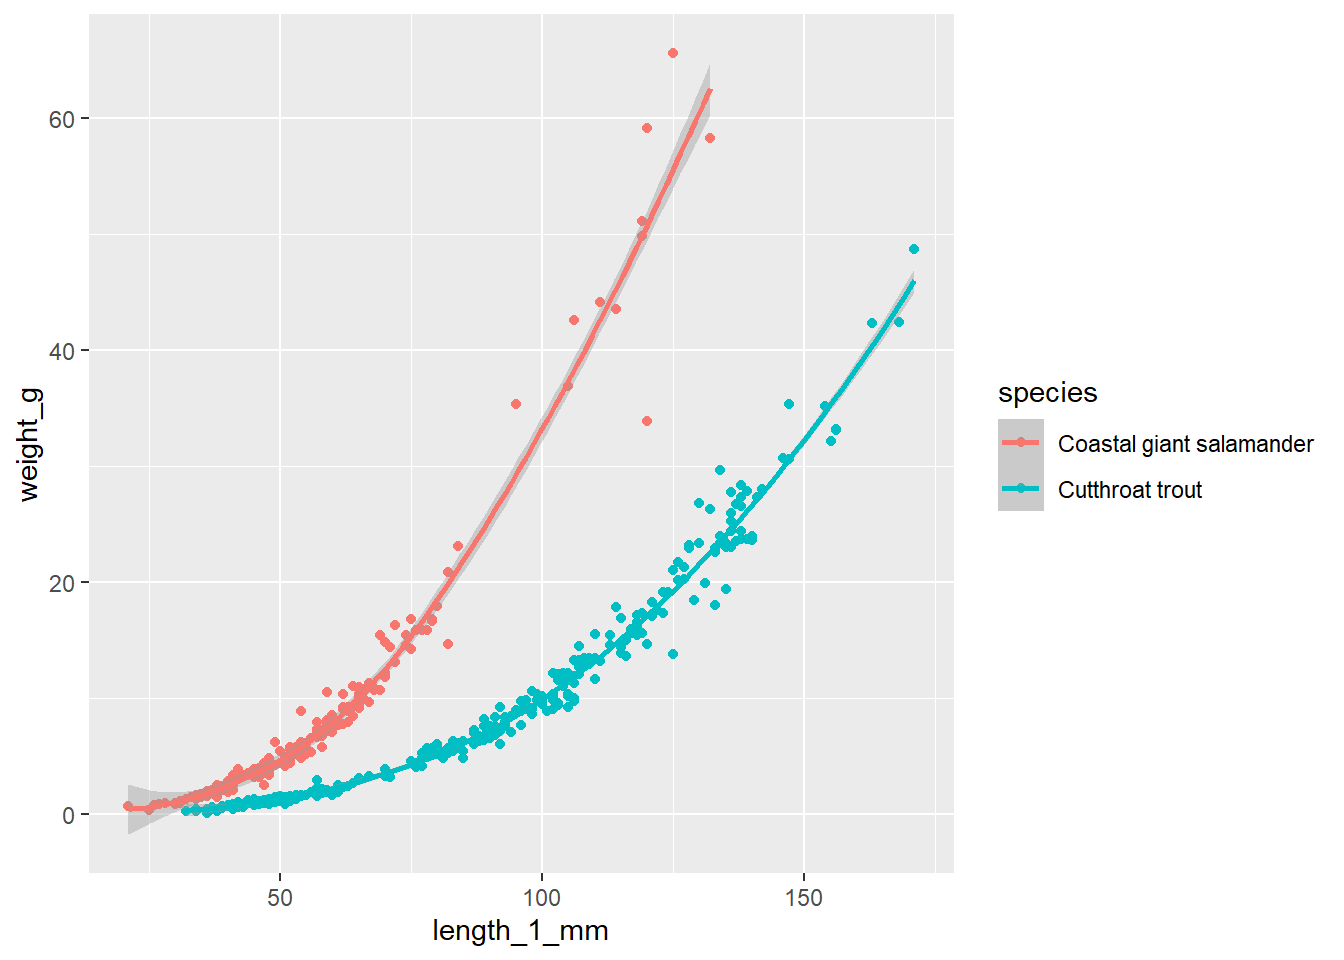 60
40
20
0
weight_g
50
100
150
length_1_mm
species
Coastal giant salamander
Cutthroat trout